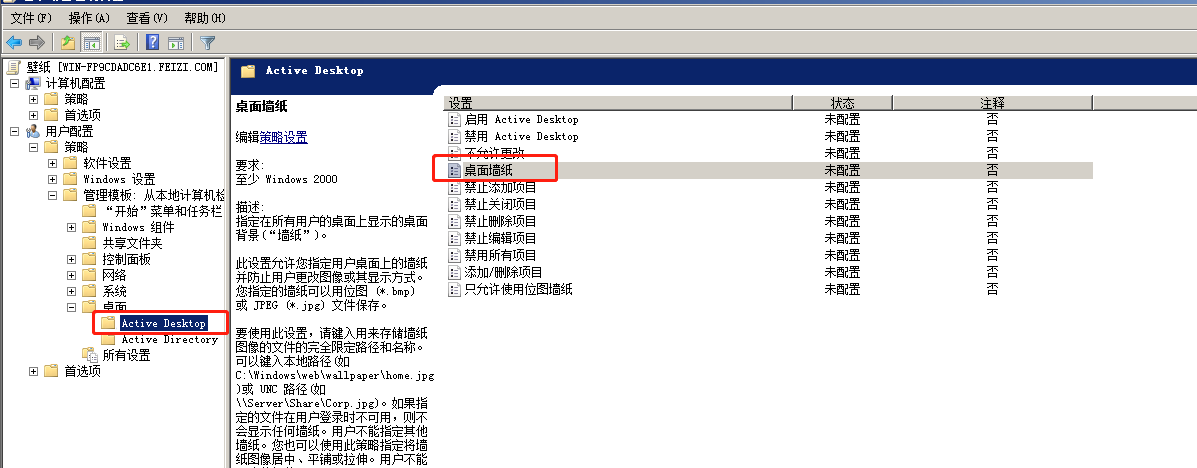 文件(F) 操作(A) 查看(V) 帮助(H)
壁纸 [WIN-FP9CDADC6E1.FEIZI.COM]
计算机配置
策略
首选项
用户配置
策略
软件设置
Windows 设置
管理模板: 从本地计算机检
“开始”菜单和任务栏
Windows 组件
共享文件夹
控制面板
网络
系统
桌面
Active Desktop
Active Directory
所有设置
首选项
Active Desktop
桌面墙纸
编辑策略设置
要求:
至少 Windows 2000
描述:
指定在所有用户的桌面上显示的桌面
背景(“墙纸”)。
此设置允许您指定用户桌面上的墙纸
并防止用户更改图像或其显示方式。
您指定的墙纸可以用位图 (*.bmp)
或 JPEG (*.jpg) 文件保存。
要使用此设置，请键入用来存储墙纸
图像的文件的完全限定路径和名称。
可以键入本地路径(如
C:\Windows\web\wallpaper\home.jpg
)或 UNC 路径(如
\\Server\Share\Corp.jpg)。如果指
定的文件在用户登录时不可用，则不
会显示任何墙纸。用户不能指定其他
墙纸。您也可以使用此策略指定将墙
纸图像居中、平铺或拉伸。用户不能
设置 状态 注释
启用 Active Desktop 未配置 否
禁用 Active Desktop 未配置 否
不允许更改 未配置 否
桌面墙纸 未配置 否
禁止添加项目 未配置 否
禁止关闭项目 未配置 否
禁止删除项目 未配置 否
禁止编辑项目 未配置 否
禁用所有项目 未配置 否
添加/删除项目 未配置 否
只允许使用位图墙纸 未配置 否